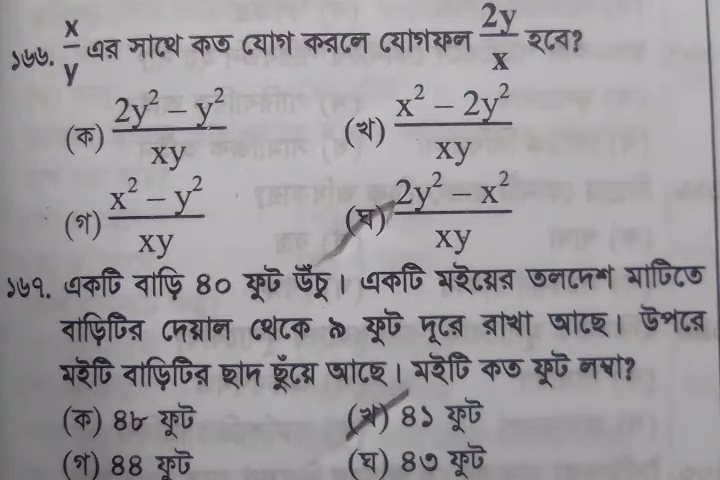 ১৬৬. x/y এর সাথে কত যোগ করলে যোগফল 2y/x হবে?
(ক) 2y² – y²/xy (খ) x² – 2y²/xy
(গ) x² – y²/xy (ঘ) 2y² – x²/xy
১৬৭. একটি বাড়ি ৪০ ফুট উঁচু। একটি মইয়ের তলদেশ মাটিতে
বাড়িটির দেয়াল থেকে ৯ ফুট দূরে রাখা আছে। উপরে
মইটি বাড়িটির ছাদ ছুঁয়ে আছে। মইটি কত ফুট লম্বা?
(ক) ৪৮ ফুট (খ) ৪১ ফুট
(গ) ৪৪ ফুট (ঘ) ৪৩ ফুট